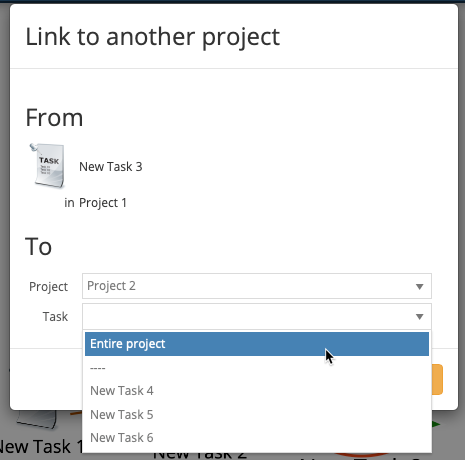 Link to another project
From
TASK
New Task 3
in Project 1
To
Project Project 2
Task
Entire project
----
New Task 4
New Task 5
New Task 6
New Task 1
New Task 2